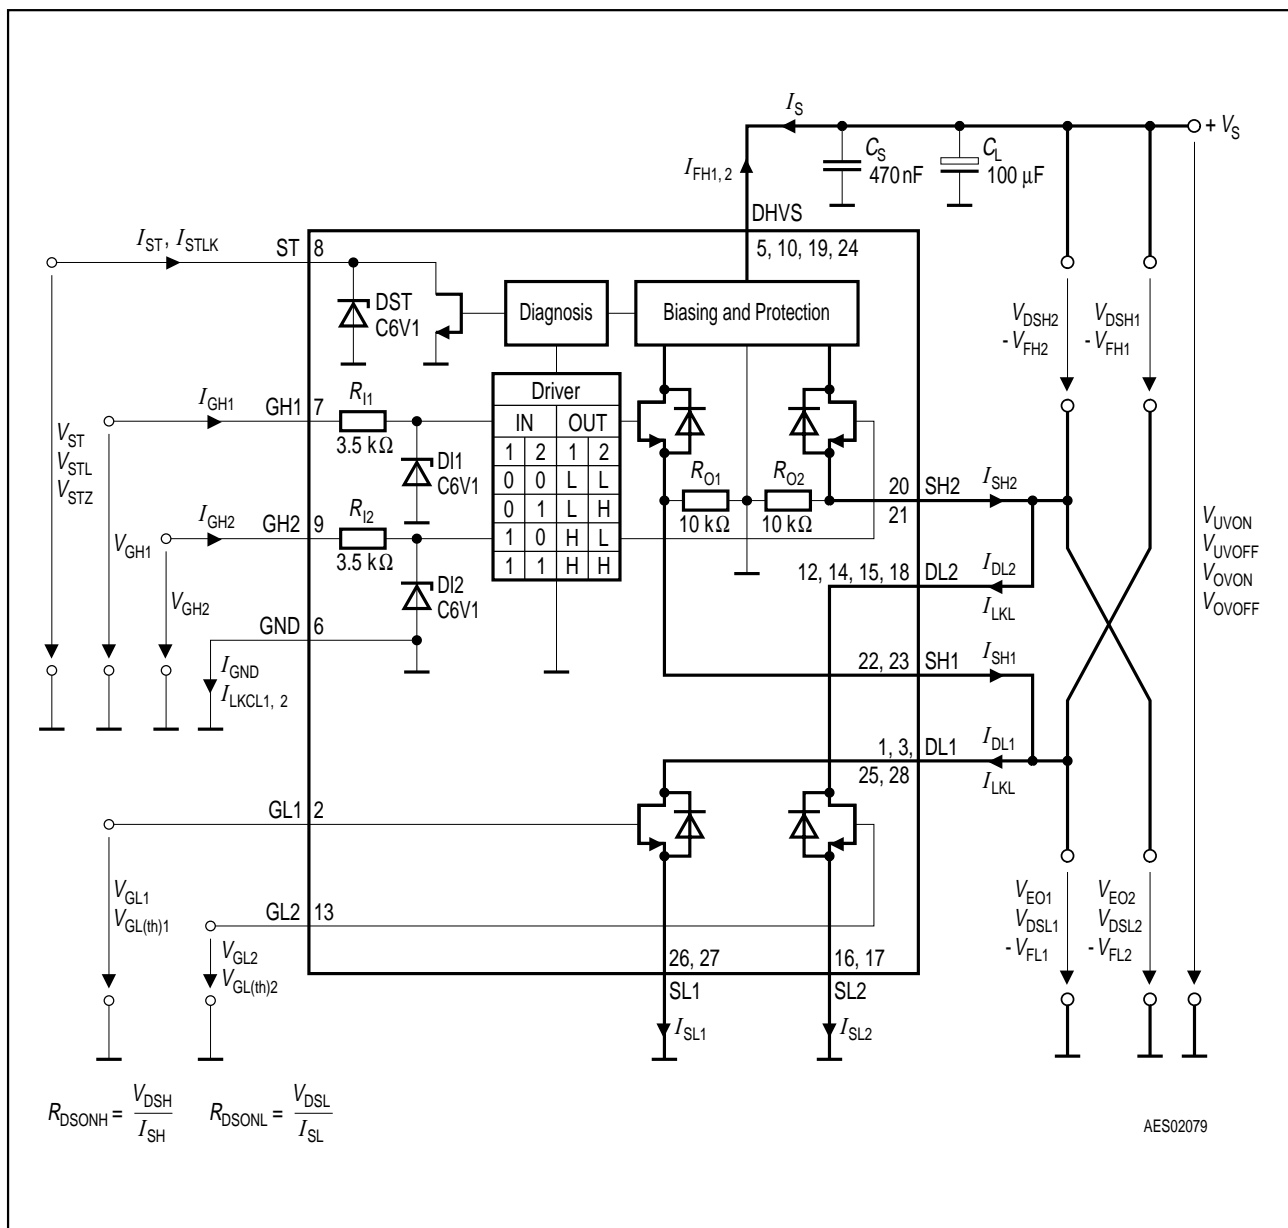 I_S
+ V_S
C_S
470 nF
C_L
100 µF
I_FH1, 2
DHVS
5, 10, 19, 24
I_ST, I_STLK
ST
8
DST
C6V1
Diagnosis
Biasing and Protection
V_DSH2
- V_FH2
V_DSH1
- V_FH1
I_GH1
GH1
7
R_I1
3.5 kΩ
DI1
C6V1
Driver
IN OUT
1 2 1 2
0 0 L L
0 1 L H
1 0 H L
1 1 H H
V_ST
V_STL
V_STZ
R_O1
10 kΩ
R_O2
10 kΩ
20
21
SH2
I_SH2
I_GH2
GH2
9
R_I2
3.5 kΩ
DI2
C6V1
V_GH1
V_GH2
V_UVON
V_UVOFF
V_OVON
V_OVOFF
12, 14, 15, 18
DL2
I_DL2
I_LKL
GND
6
I_GND
I_LKCL1, 2
22, 23
SH1
I_SH1
1, 3,
25, 28
DL1
I_DL1
I_LKL
GL1
2
V_GL1
V_GL(th)1
GL2
13
V_GL2
V_GL(th)2
V_EO1
V_DSL1
- V_FL1
V_EO2
V_DSL2
- V_FL2
26, 27
SL1
I_SL1
16, 17
SL2
I_SL2
R_DSONH = V_DSH / I_SH
R_DSONL = V_DSL / I_SL
AES02079